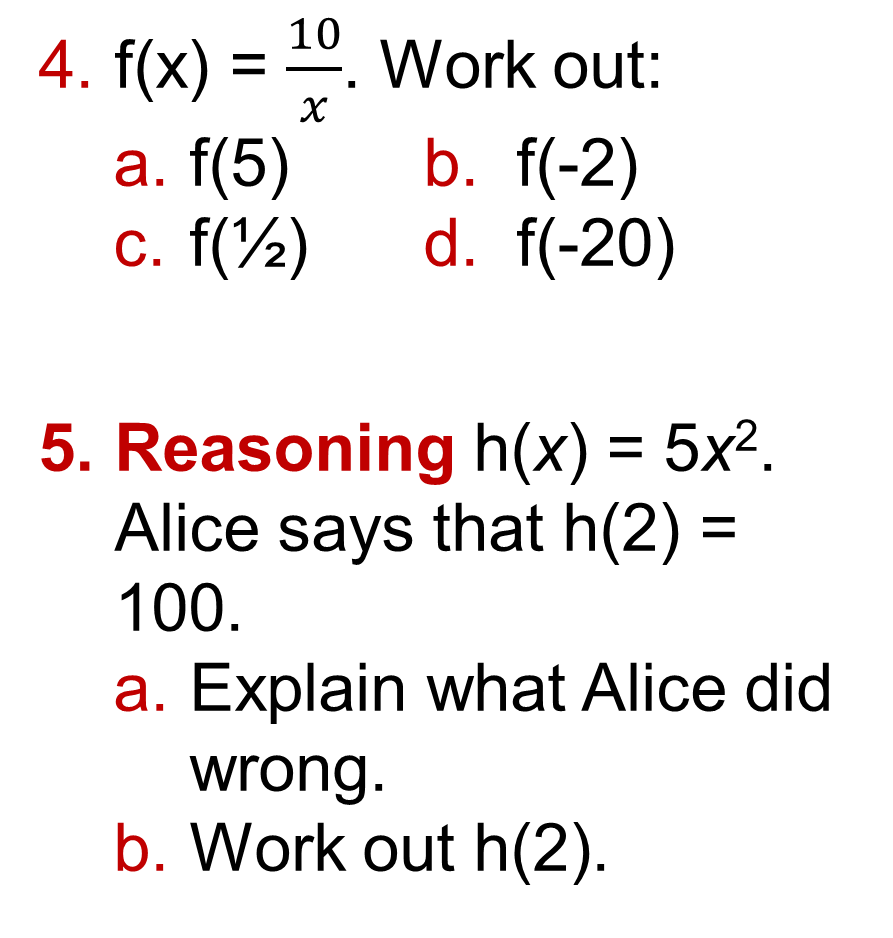 4. f(x) = 10/x. Work out:
a. f(5) b. f(-2)
c. f(½) d. f(-20)
5. Reasoning h(x) = 5x².
Alice says that h(2) =
100.
a. Explain what Alice did
wrong.
b. Work out h(2).